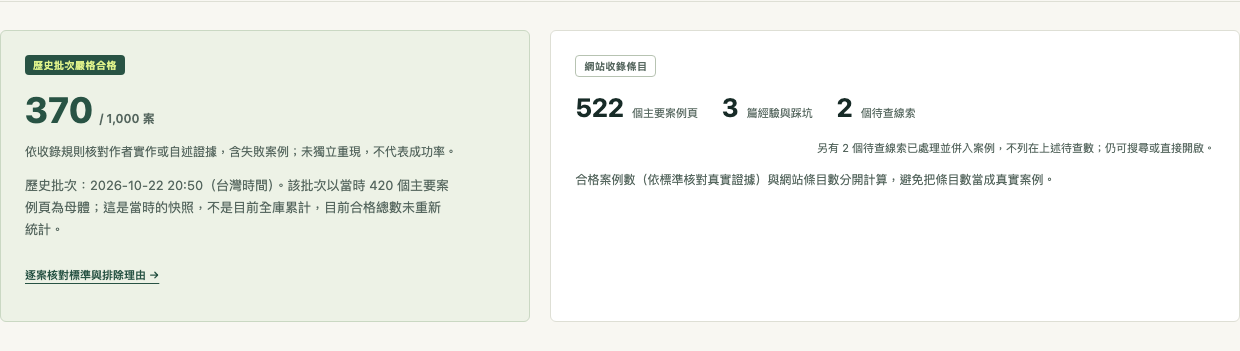 歷史批次嚴格合格
370 / 1,000 案
依收錄規則核對作者實作或自述證據，含失敗案例；未獨立重現，不代表成功率。
歷史批次：2026-10-22 20:50（台灣時間）。該批次以當時 420 個主要案
例頁為母體；這是當時的快照，不是目前全庫累計，目前合格總數未重新
統計。
逐案核對標準與排除理由 →
網站收錄條目
522 個主要案例頁 3 篇經驗與踩坑 2 個待查線索
另有 2 個待查線索已處理並併入案例，不列在上述待查數；仍可搜尋或直接開啟。
合格案例數（依標準核對真實證據）與網站條目數分開計算，避免把條目數當成真實案例。